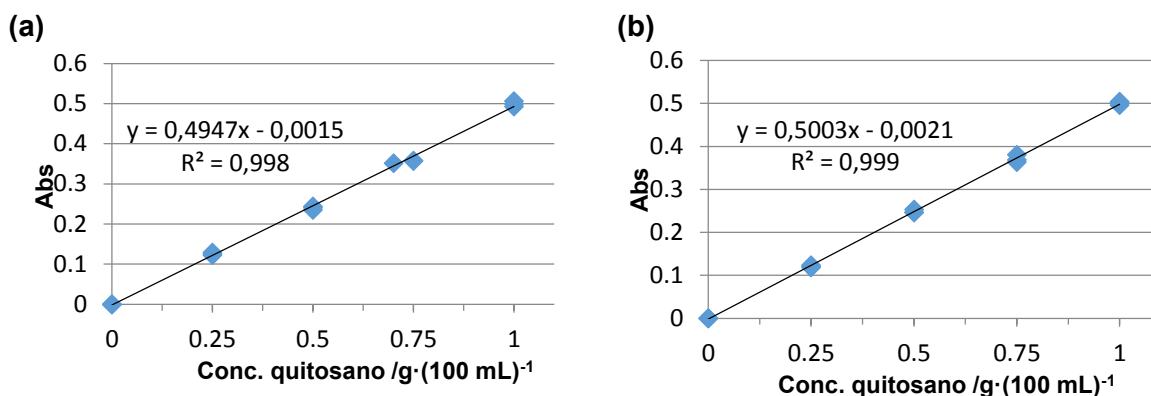 (a)
Abs
0.6
0.5
0.4
0.3
0.2
0.1
0
y = 0,4947x - 0,0015
R² = 0,998
0 0.25 0.5 0.75 1
Conc. quitosano /g·(100 mL)⁻¹
(b)
Abs
0.6
0.5
0.4
0.3
0.2
0.1
0
y = 0,5003x - 0,0021
R² = 0,999
0 0.25 0.5 0.75 1
Conc. quitosano /g·(100 mL)⁻¹